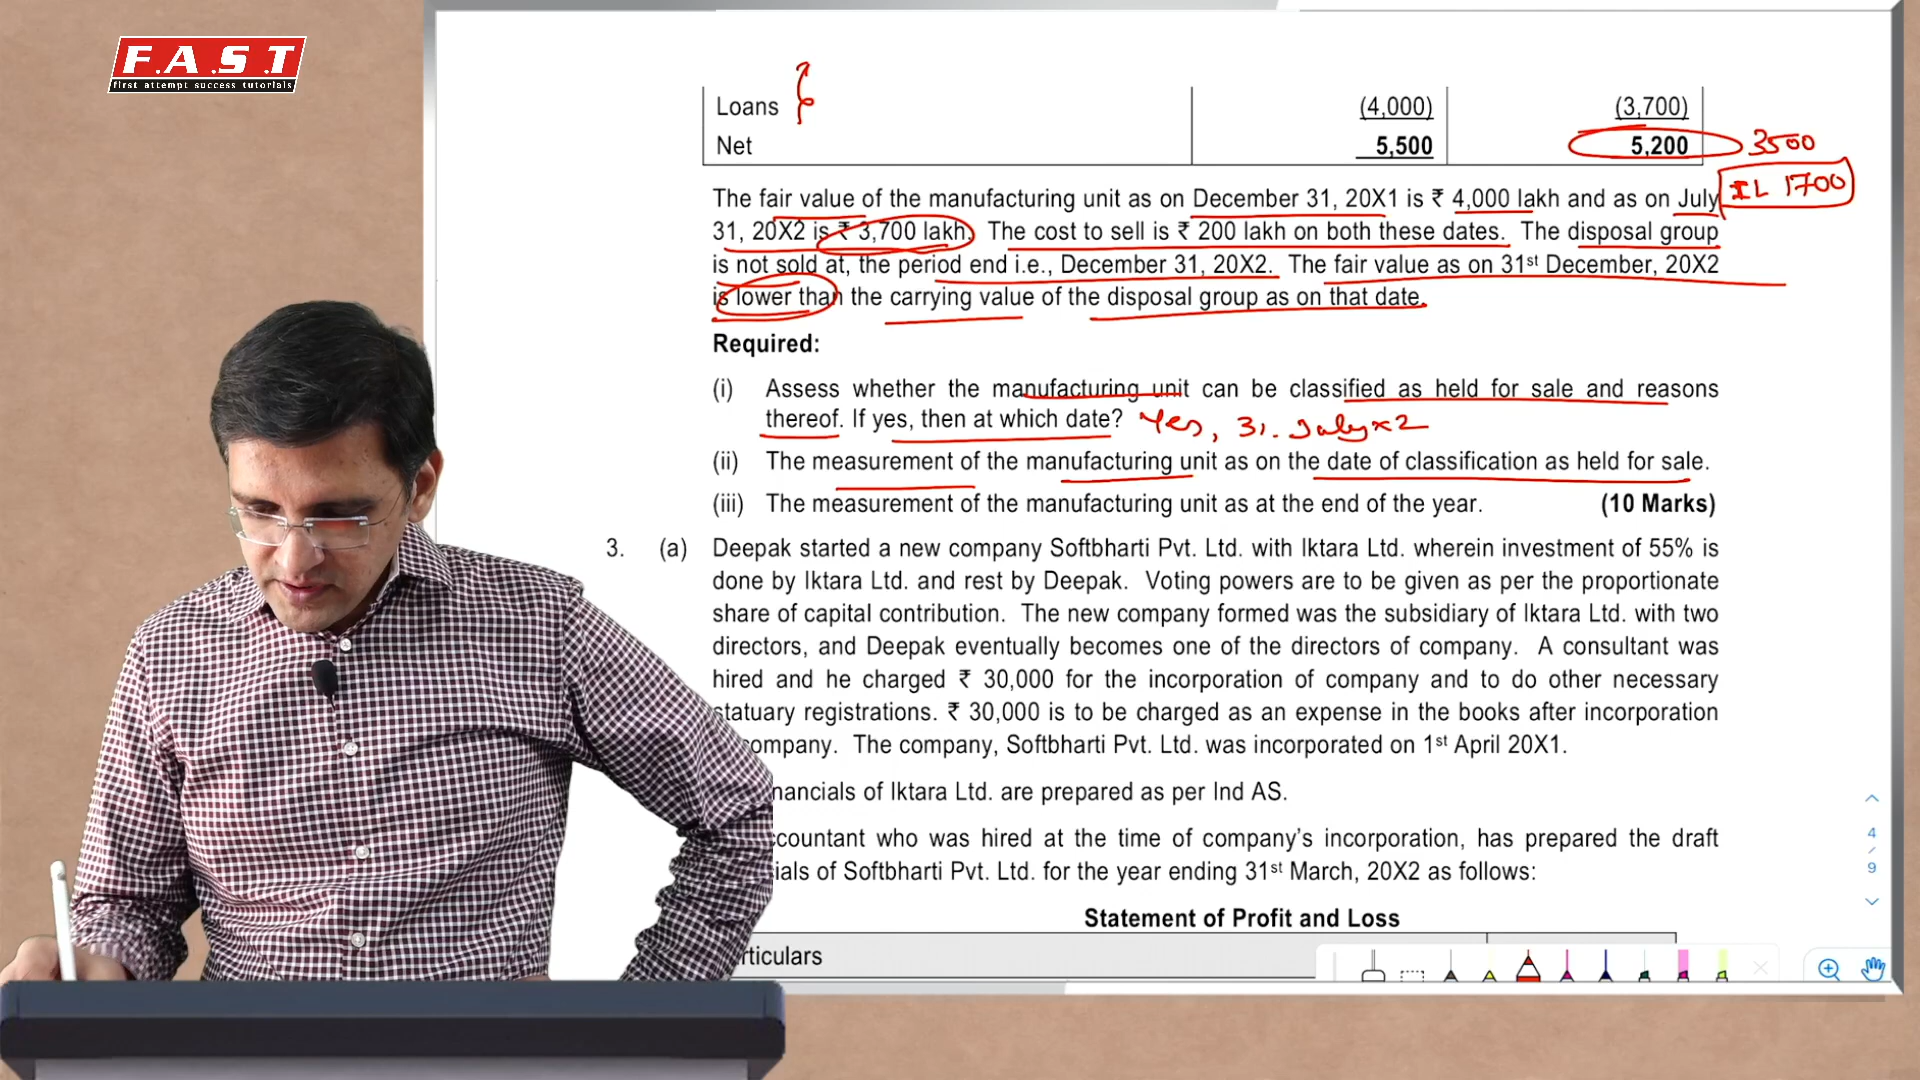 F.A.S.T
first attempt success tutorials
Loans (4,000) (3,700)
Net 5,500 5,200 3500
IL 1700
The fair value of the manufacturing unit as on December 31, 20X1 is ₹ 4,000 lakh and as on July
31, 20X2 is ₹ 3,700 lakh. The cost to sell is ₹ 200 lakh on both these dates. The disposal group
is not sold at, the period end i.e., December 31, 20X2. The fair value as on 31st December, 20X2
is lower than the carrying value of the disposal group as on that date.
Required:
(i) Assess whether the manufacturing unit can be classified as held for sale and reasons
thereof. If yes, then at which date? Yes, 31. July x2
(ii) The measurement of the manufacturing unit as on the date of classification as held for sale.
(iii) The measurement of the manufacturing unit as at the end of the year. (10 Marks)
3. (a) Deepak started a new company Softbharti Pvt. Ltd. with Iktara Ltd. wherein investment of 55% is
done by Iktara Ltd. and rest by Deepak. Voting powers are to be given as per the proportionate
share of capital contribution. The new company formed was the subsidiary of Iktara Ltd. with two
directors, and Deepak eventually becomes one of the directors of company. A consultant was
hired and he charged ₹ 30,000 for the incorporation of company and to do other necessary
statuary registrations. ₹ 30,000 is to be charged as an expense in the books after incorporation
ompany. The company, Softbharti Pvt. Ltd. was incorporated on 1st April 20X1.
nancials of Iktara Ltd. are prepared as per Ind AS.
ccountant who was hired at the time of company's incorporation, has prepared the draft
ials of Softbharti Pvt. Ltd. for the year ending 31st March, 20X2 as follows:
Statement of Profit and Loss
rticulars
4
9